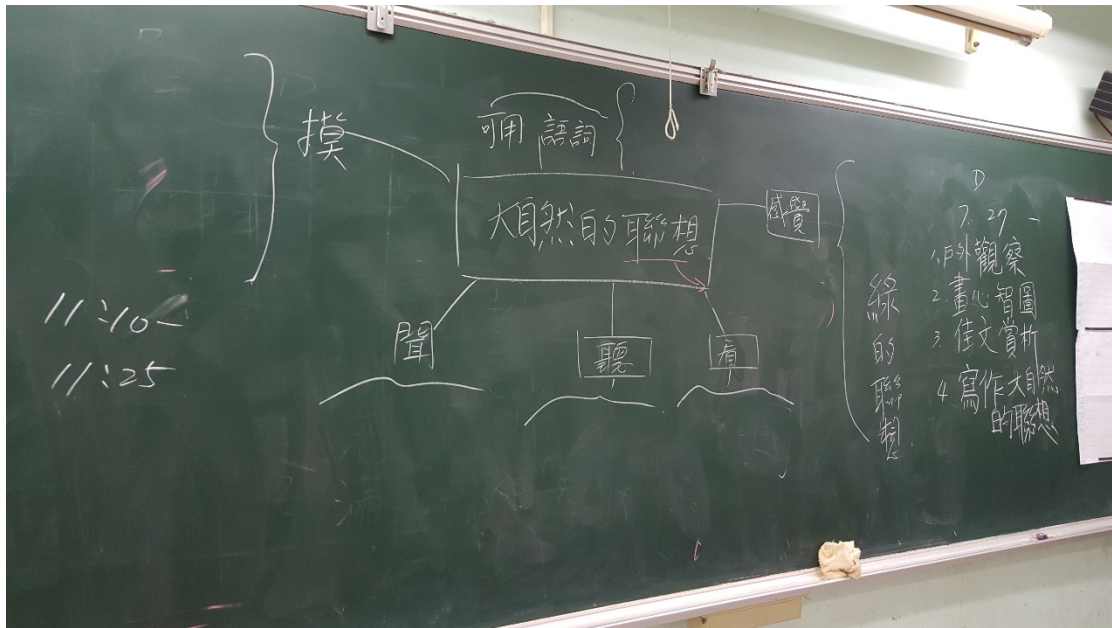 摸
可用 語詞
大自然的聯想
感覺
聞
聽
看
11:10-
11:25
綠的聯想
7.29
1.戶外觀察
2.畫心智圖
3.佳文賞析
4.寫作大自然
的聯想